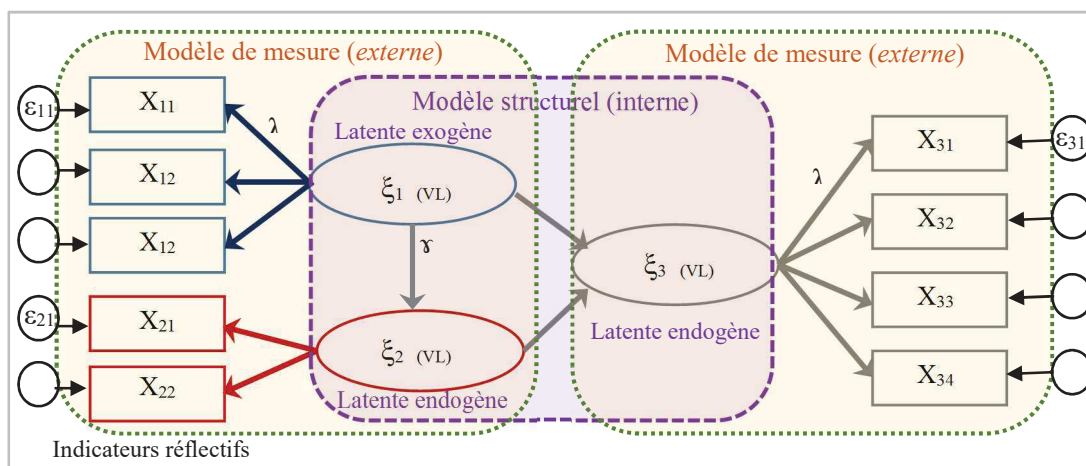 Modèle de mesure (externe)
Modèle de mesure (externe)
Modèle structurel (interne)
Latente exogène
ε11
X11
λ
X12
X12
ξ1 (VL)
ɤ
ε21
X21
X22
ξ2 (VL)
Latente endogène
ξ3 (VL)
Latente endogène
λ
X31
ε31
X32
X33
X34
Indicateurs réflectifs